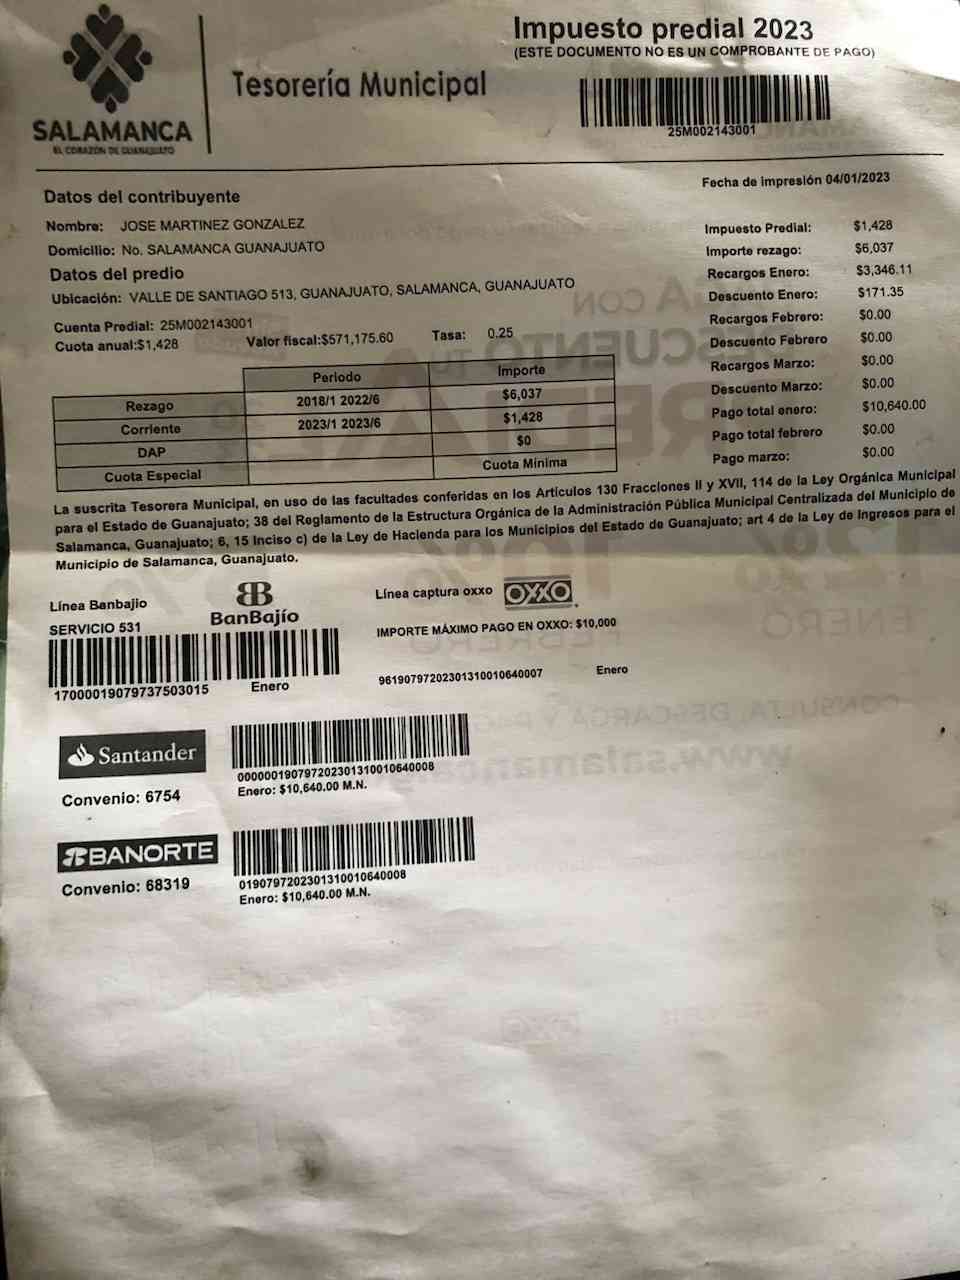 Impuesto predial 2023
(ESTE DOCUMENTO NO ES UN COMPROBANTE DE PAGO)
Tesorería Municipal
SALAMANCA
EL CORAZÓN DE GUANAJUATO
25M002143001
Fecha de impresión 04/01/2023
Datos del contribuyente
Nombre: JOSE MARTINEZ GONZALEZ
Domicilio: No. SALAMANCA GUANAJUATO
Datos del predio
Ubicación: VALLE DE SANTIAGO 513, GUANAJUATO, SALAMANCA, GUANAJUATO
Cuenta Predial: 25M002143001
Cuota anual:$1,428 Valor fiscal:$571,175.60 Tasa: 0.25
Impuesto Predial: $1,428
Importe rezago: $6,037
Recargos Enero: $3,346.11
Descuento Enero: $171.35
Recargos Febrero: $0.00
Descuento Febrero $0.00
Recargos Marzo: $0.00
Descuento Marzo: $0.00
Pago total enero: $10,640.00
Pago total febrero $0.00
Pago marzo: $0.00
Periodo Importe
Rezago 2018/1 2022/6 $6,037
Corriente 2023/1 2023/6 $1,428
DAP $0
Cuota Especial Cuota Mínima
La suscrita Tesorera Municipal, en uso de las facultades conferidas en los Artículos 130 Fracciones II y XVII, 114 de la Ley Orgánica Municipal
para el Estado de Guanajuato; 38 del Reglamento de la Estructura Orgánica de la Administración Pública Municipal Centralizada del Municipio de
Salamanca, Guanajuato; 6, 15 Inciso c) de la Ley de Hacienda para los Municipios del Estado de Guanajuato; art 4 de la Ley de Ingresos para el
Municipio de Salamanca, Guanajuato.
Línea Banbajio
SERVICIO 531
BanBajío
17000019079737503015 Enero
Línea captura oxxo OXXO
IMPORTE MÁXIMO PAGO EN OXXO: $10,000
96190797202301310010640007 Enero
Santander
Convenio: 6754
000000190797202301310010640008
Enero: $10,640.00 M.N.
BANORTE
Convenio: 68319
0190797202301310010640008
Enero: $10,640.00 M.N.